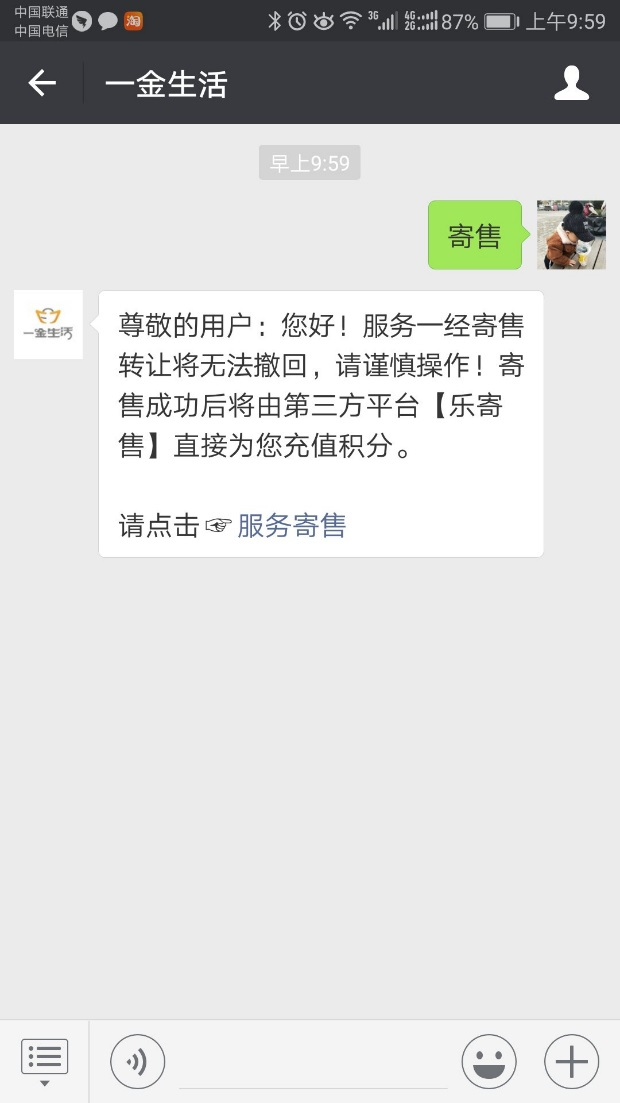 中国联通
中国电信
淘
3G
4G
2G
87%
上午9:59
一金生活
早上9:59
寄售
一金生活
尊敬的用户：您好！服务一经寄售
转让将无法撤回，请谨慎操作！寄
售成功后将由第三方平台【乐寄
售】直接为您充值积分。
请点击☞服务寄售